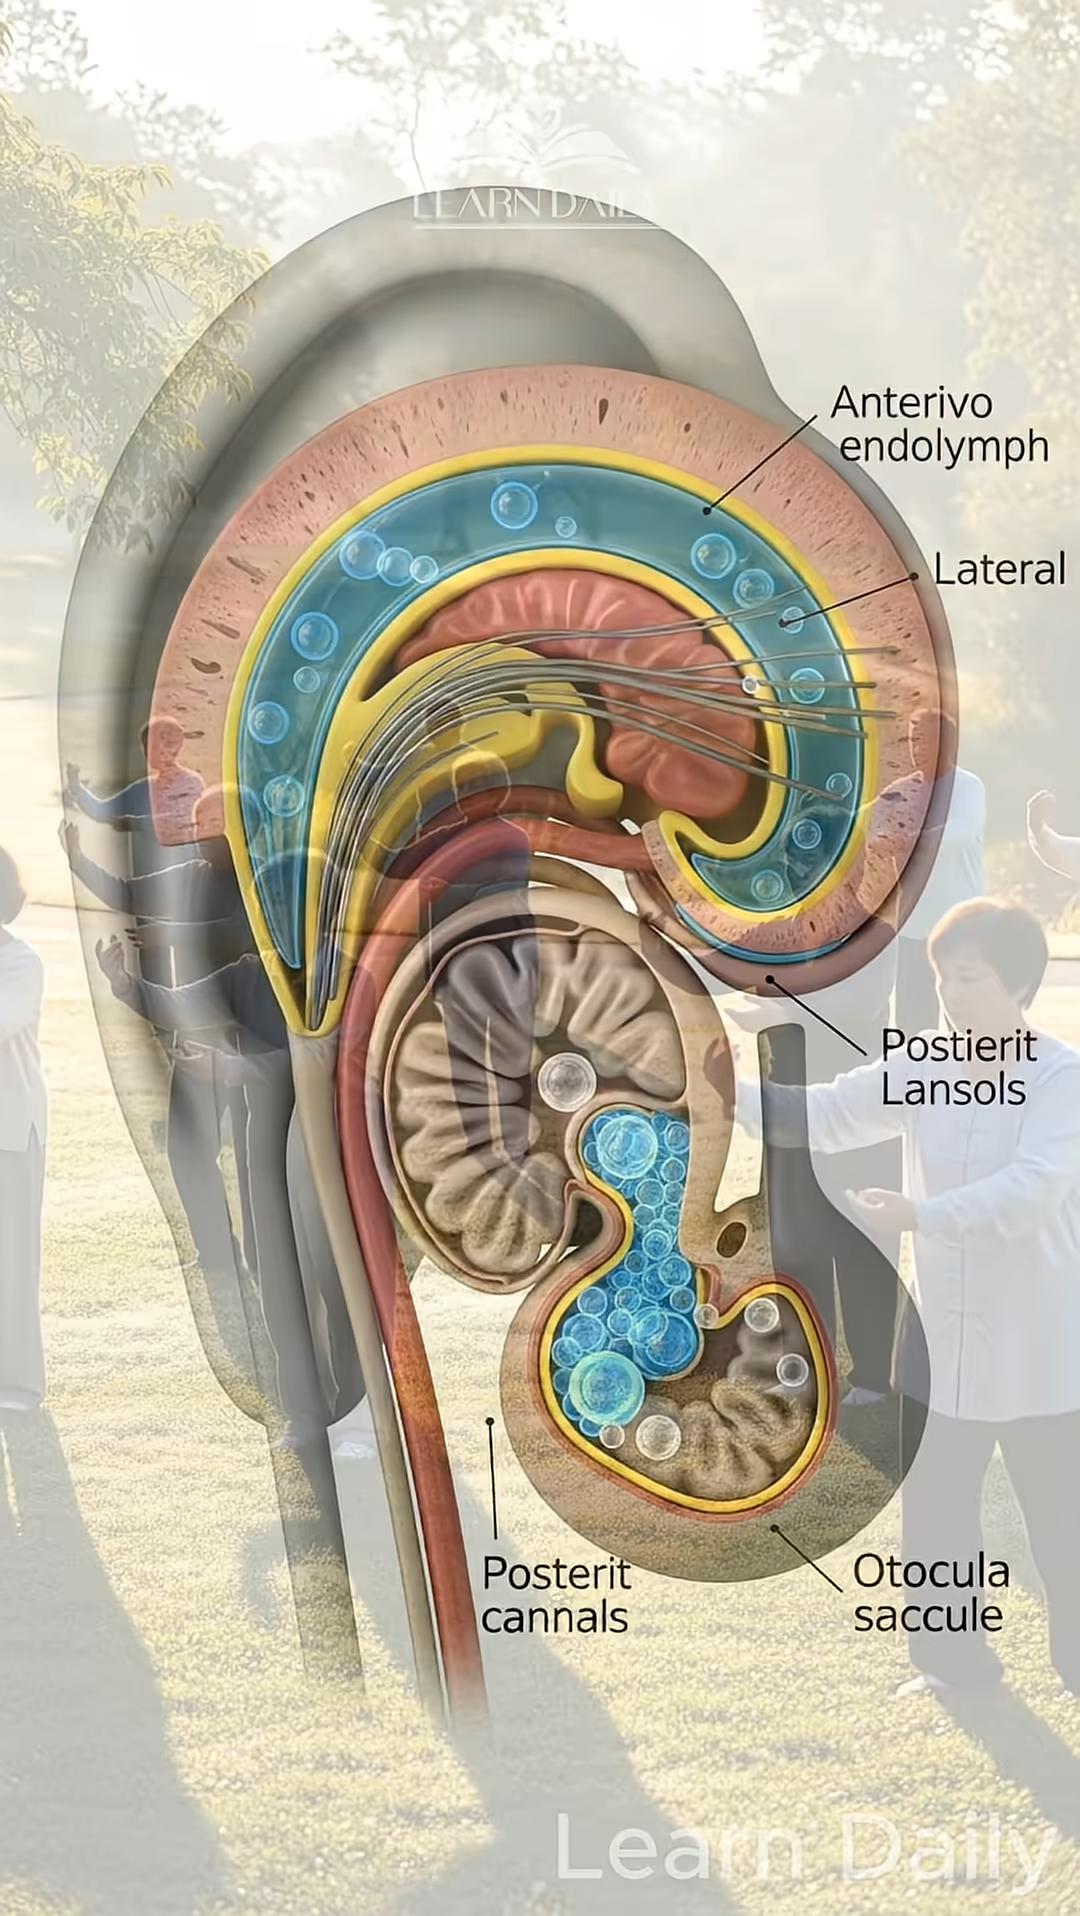 LEARN DAILY
Anterivo
endolymph
Lateral
Postierit
Lansols
Posterit
cannals
Otocula
saccule
Learn Daily